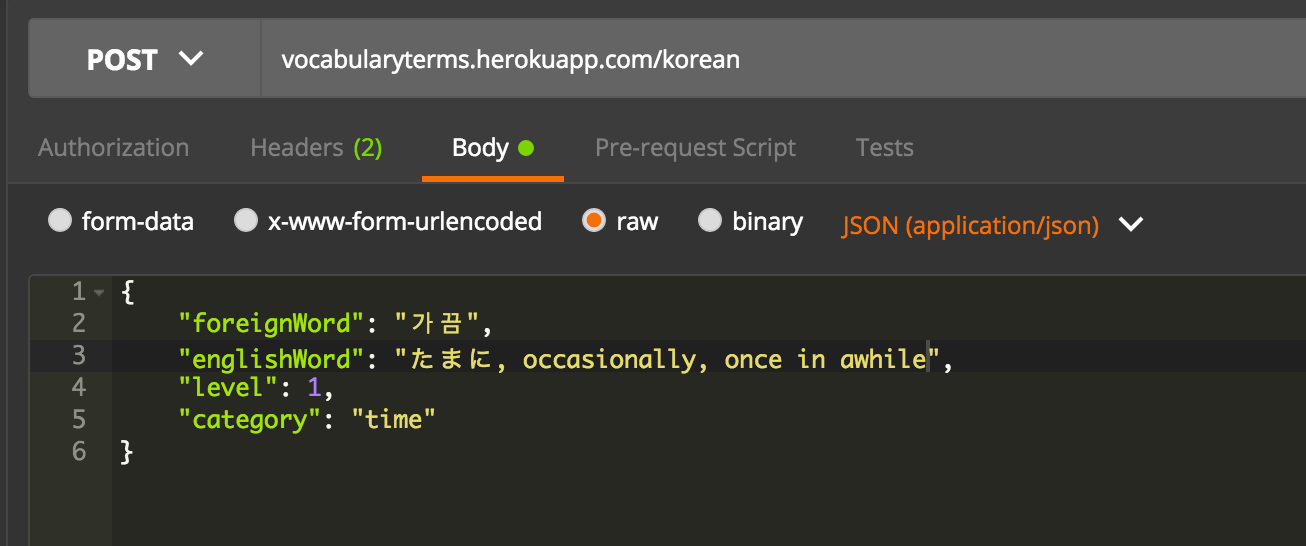 POST vocabularyterms.herokuapp.com/korean
Authorization Headers (2) Body Pre-request Script Tests
form-data x-www-form-urlencoded raw binary JSON (application/json)
1 {
2 "foreignWord": "가끔",
3 "englishWord": "たまに, occasionally, once in awhile",
4 "level": 1,
5 "category": "time"
6 }